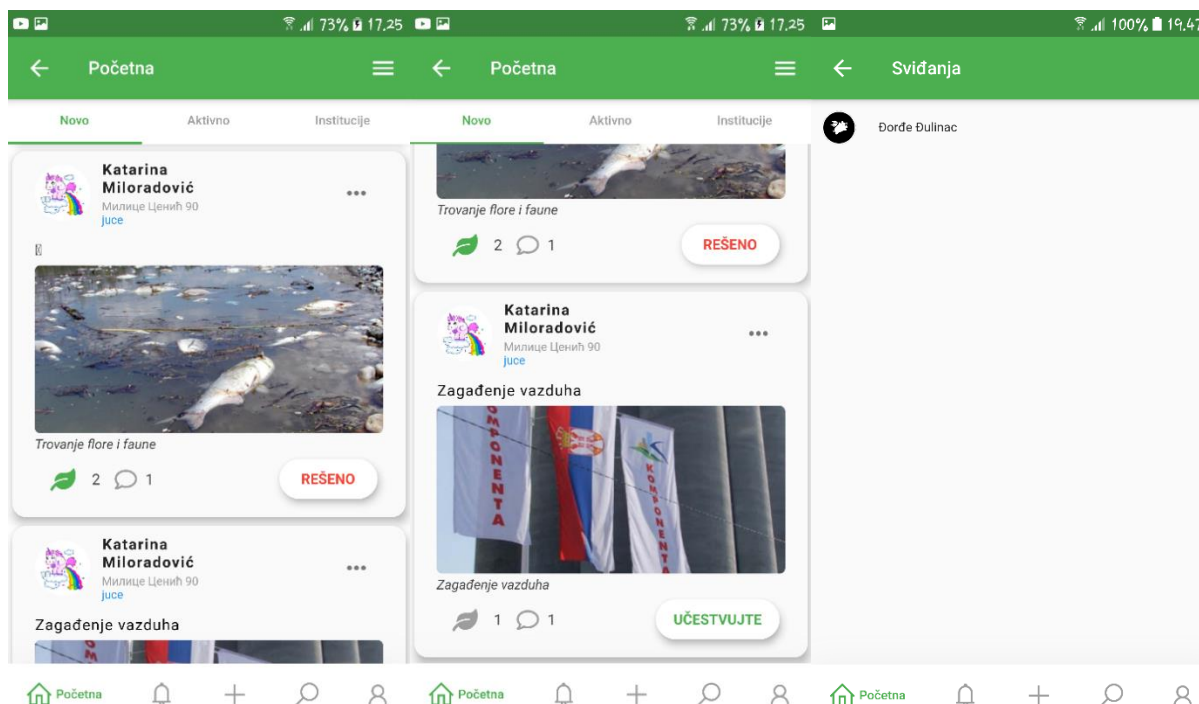 73% 17.25
Početna
Novo Aktivno Institucije
Katarina
Miloradović
Милице Ценић 90
juce
Trovanje flore i faune
2 1 REŠENO
Katarina
Miloradović
Милице Ценић 90
juce
Zagađenje vazduha
Početna
73% 17.25
Početna
Novo Aktivno Institucije
Trovanje flore i faune
2 1 REŠENO
Katarina
Miloradović
Милице Ценић 90
juce
Zagađenje vazduha
KOMPONENTA
KOMPONENTA
Zagađenje vazduha
1 1 UČESTVUJTE
Početna
100% 19.47
Sviđanja
Đorđe Đulinac
Početna